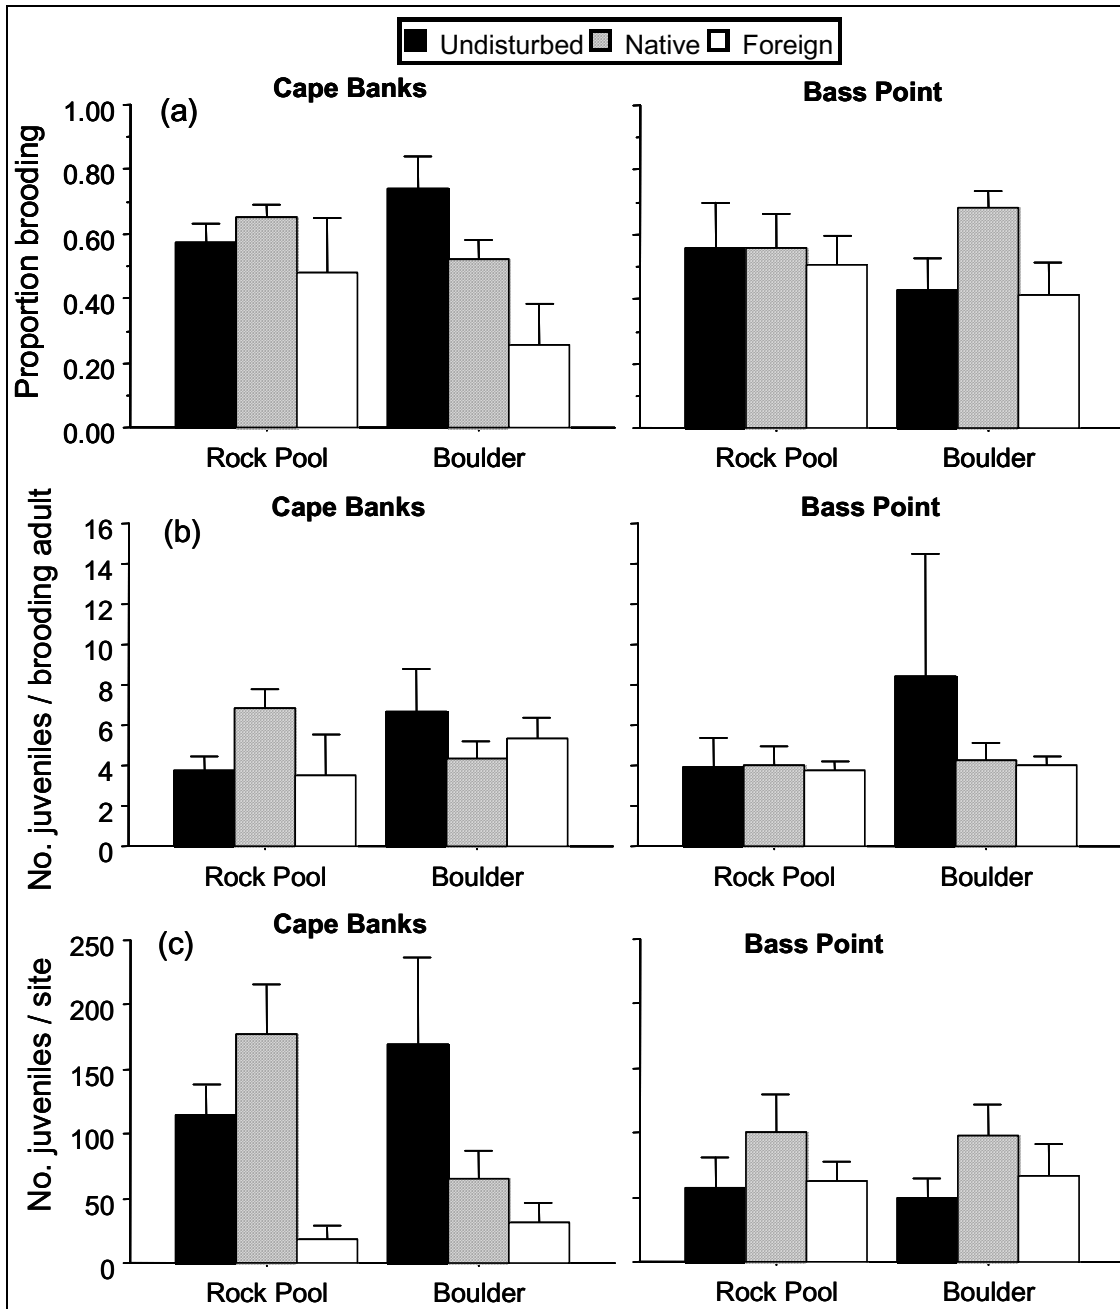 Undisturbed Native Foreign
Cape Banks
Bass Point
(a)
Proportion brooding
1.00
0.80
0.60
0.40
0.20
0.00
Rock Pool Boulder
Rock Pool Boulder
Cape Banks
Bass Point
(b)
No. juveniles / brooding adult
16
14
12
10
8
6
4
2
0
Rock Pool Boulder
Rock Pool Boulder
Cape Banks
Bass Point
(c)
No. juveniles / site
250
200
150
100
50
0
Rock Pool Boulder
Rock Pool Boulder